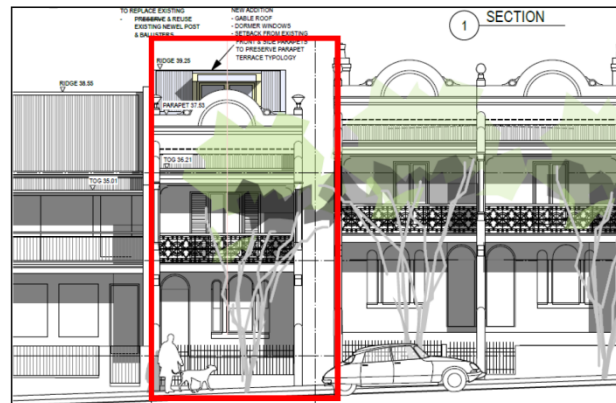 TO REPLACE EXISTING
- PRESERVE & REUSE
EXISTING NEWEL POST
& BALUSTERS
NEW ADDITION
- GABLE ROOF
- DORMER WINDOWS
- SETBACK FROM EXISTING
FRONT & SIDE PARAPETS
TO PRESERVE PARAPET
TERRACE TYPOLOGY
1 SECTION
RIDGE 39.25
RIDGE 38.55
PARAPET 37.53
TOG 35.21
TOG 35.01